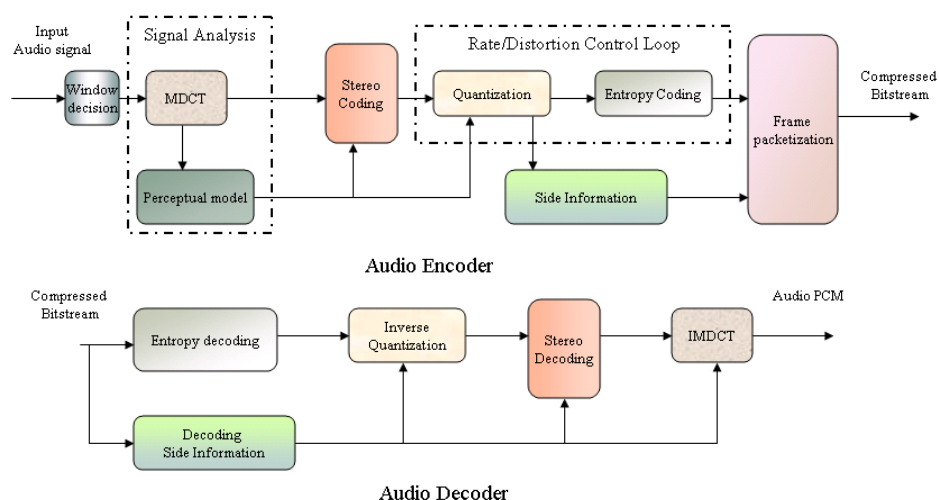 Input
Audio signal
Signal Analysis
Rate/Distortion Control Loop
Compressed
Bitstream
Window
decision
MDCT
Stereo
Coding
Quantization
Entropy Coding
Frame
packetization
Perceptual model
Side Information
Audio Encoder
Compressed
Bitstream
Audio PCM
Entropy decoding
Inverse
Quantization
Stereo
Decoding
IMDCT
Decoding
Side Information
Audio Decoder